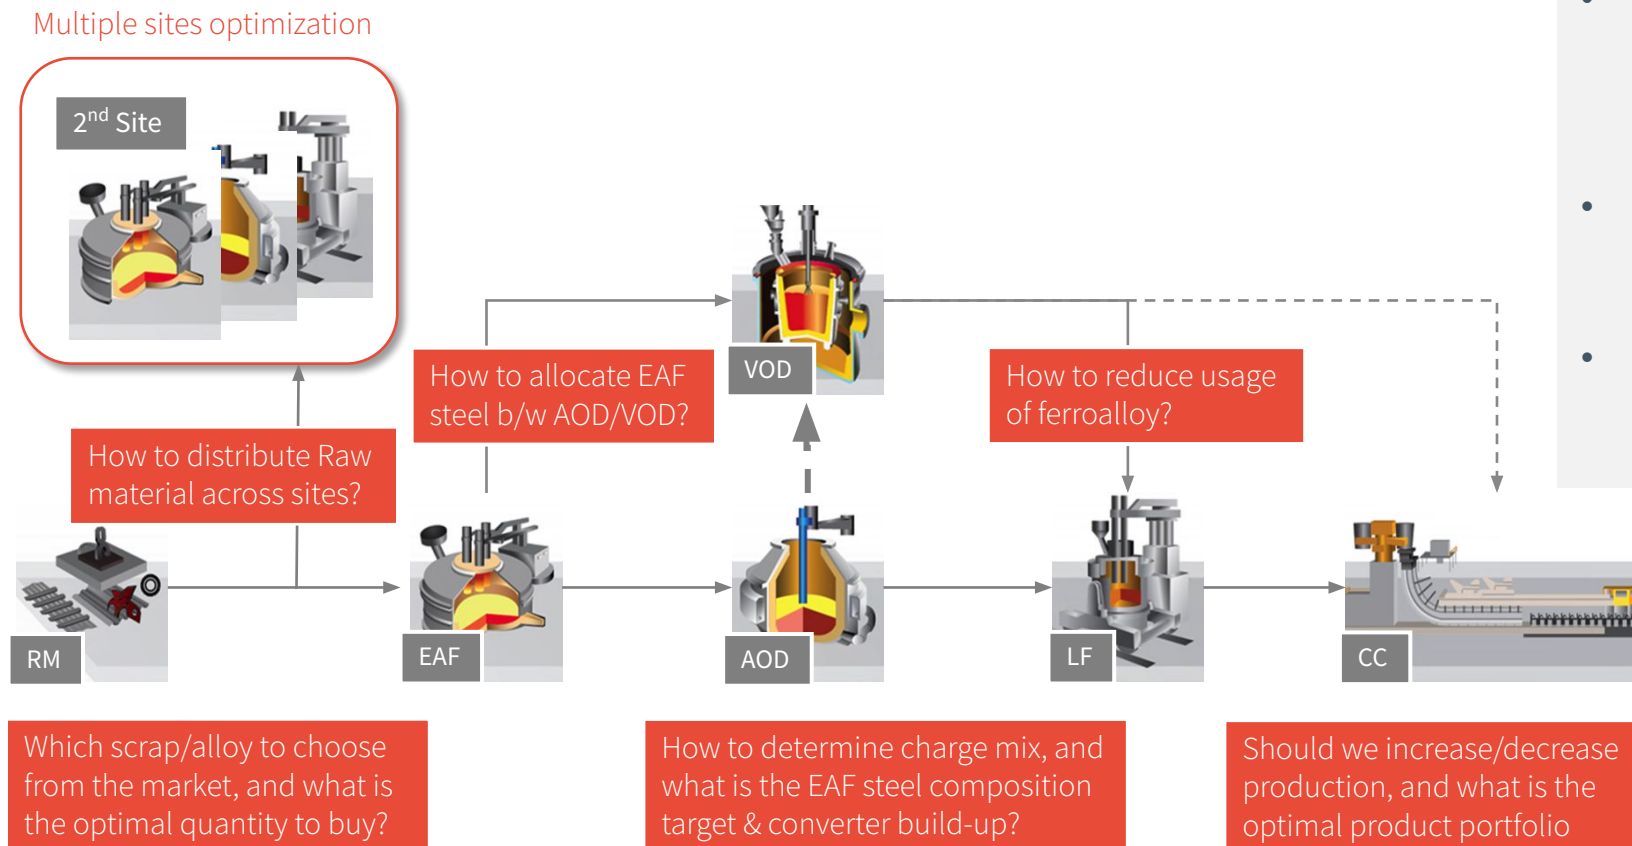 Multiple sites optimization
2nd Site
How to allocate EAF
steel b/w AOD/VOD?
VOD
How to reduce usage
of ferroalloy?
How to distribute Raw
material across sites?
RM
EAF
AOD
LF
CC
Which scrap/alloy to choose
from the market, and what is
the optimal quantity to buy?
How to determine charge mix, and
what is the EAF steel composition
target & converter build-up?
Should we increase/decrease
production, and what is the
optimal product portfolio